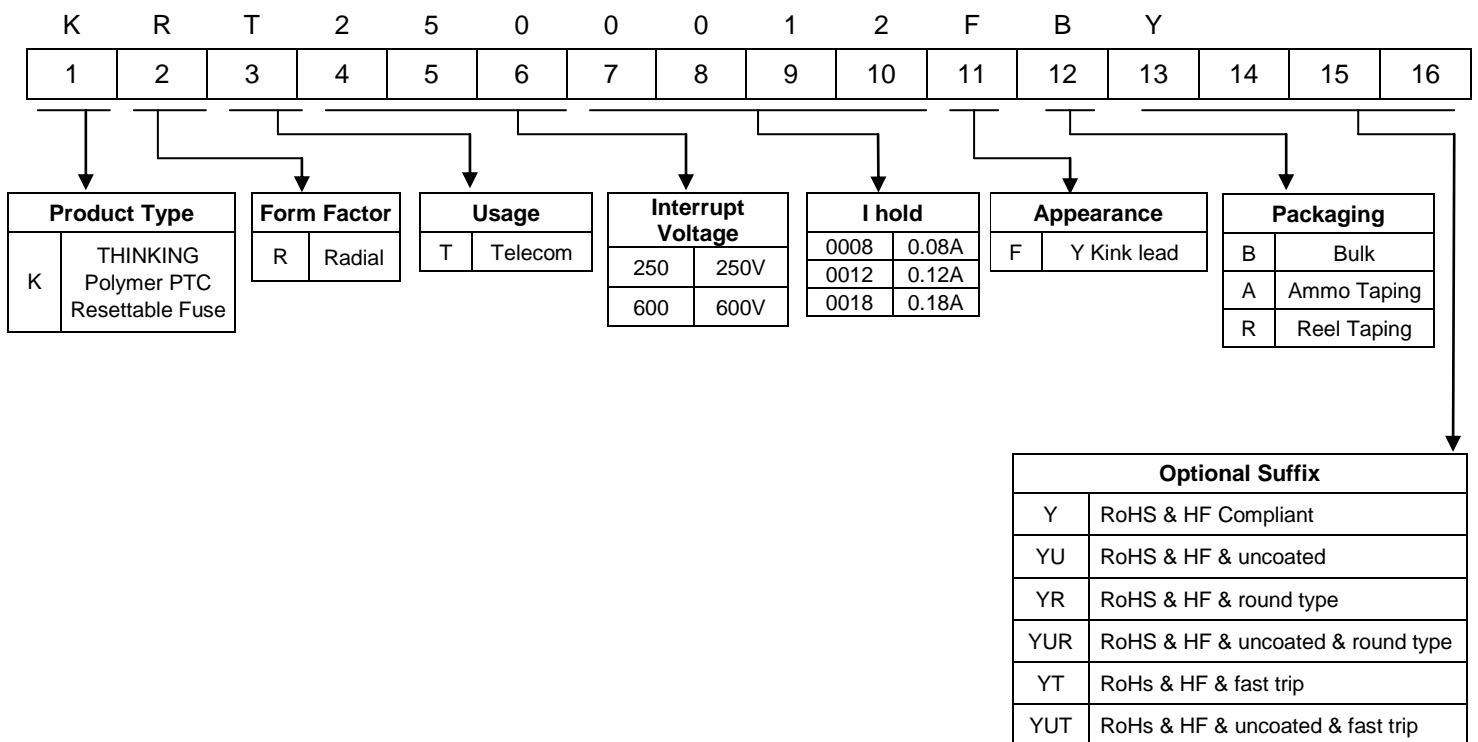 K R T 2 5 0 0 0 1 2 F B Y
1 2 3 4 5 6 7 8 9 10 11 12 13 14 15 16
Product Type
K THINKING
Polymer PTC
Resettable Fuse
Form Factor
R Radial
Usage
T Telecom
Interrupt
Voltage
250 250V
600 600V
I hold
0008 0.08A
0012 0.12A
0018 0.18A
Appearance
F Y Kink lead
Packaging
B Bulk
A Ammo Taping
R Reel Taping
Optional Suffix
Y RoHS & HF Compliant
YU RoHS & HF & uncoated
YR RoHS & HF & round type
YUR RoHS & HF & uncoated & round type
YT RoHs & HF & fast trip
YUT RoHs & HF & uncoated & fast trip